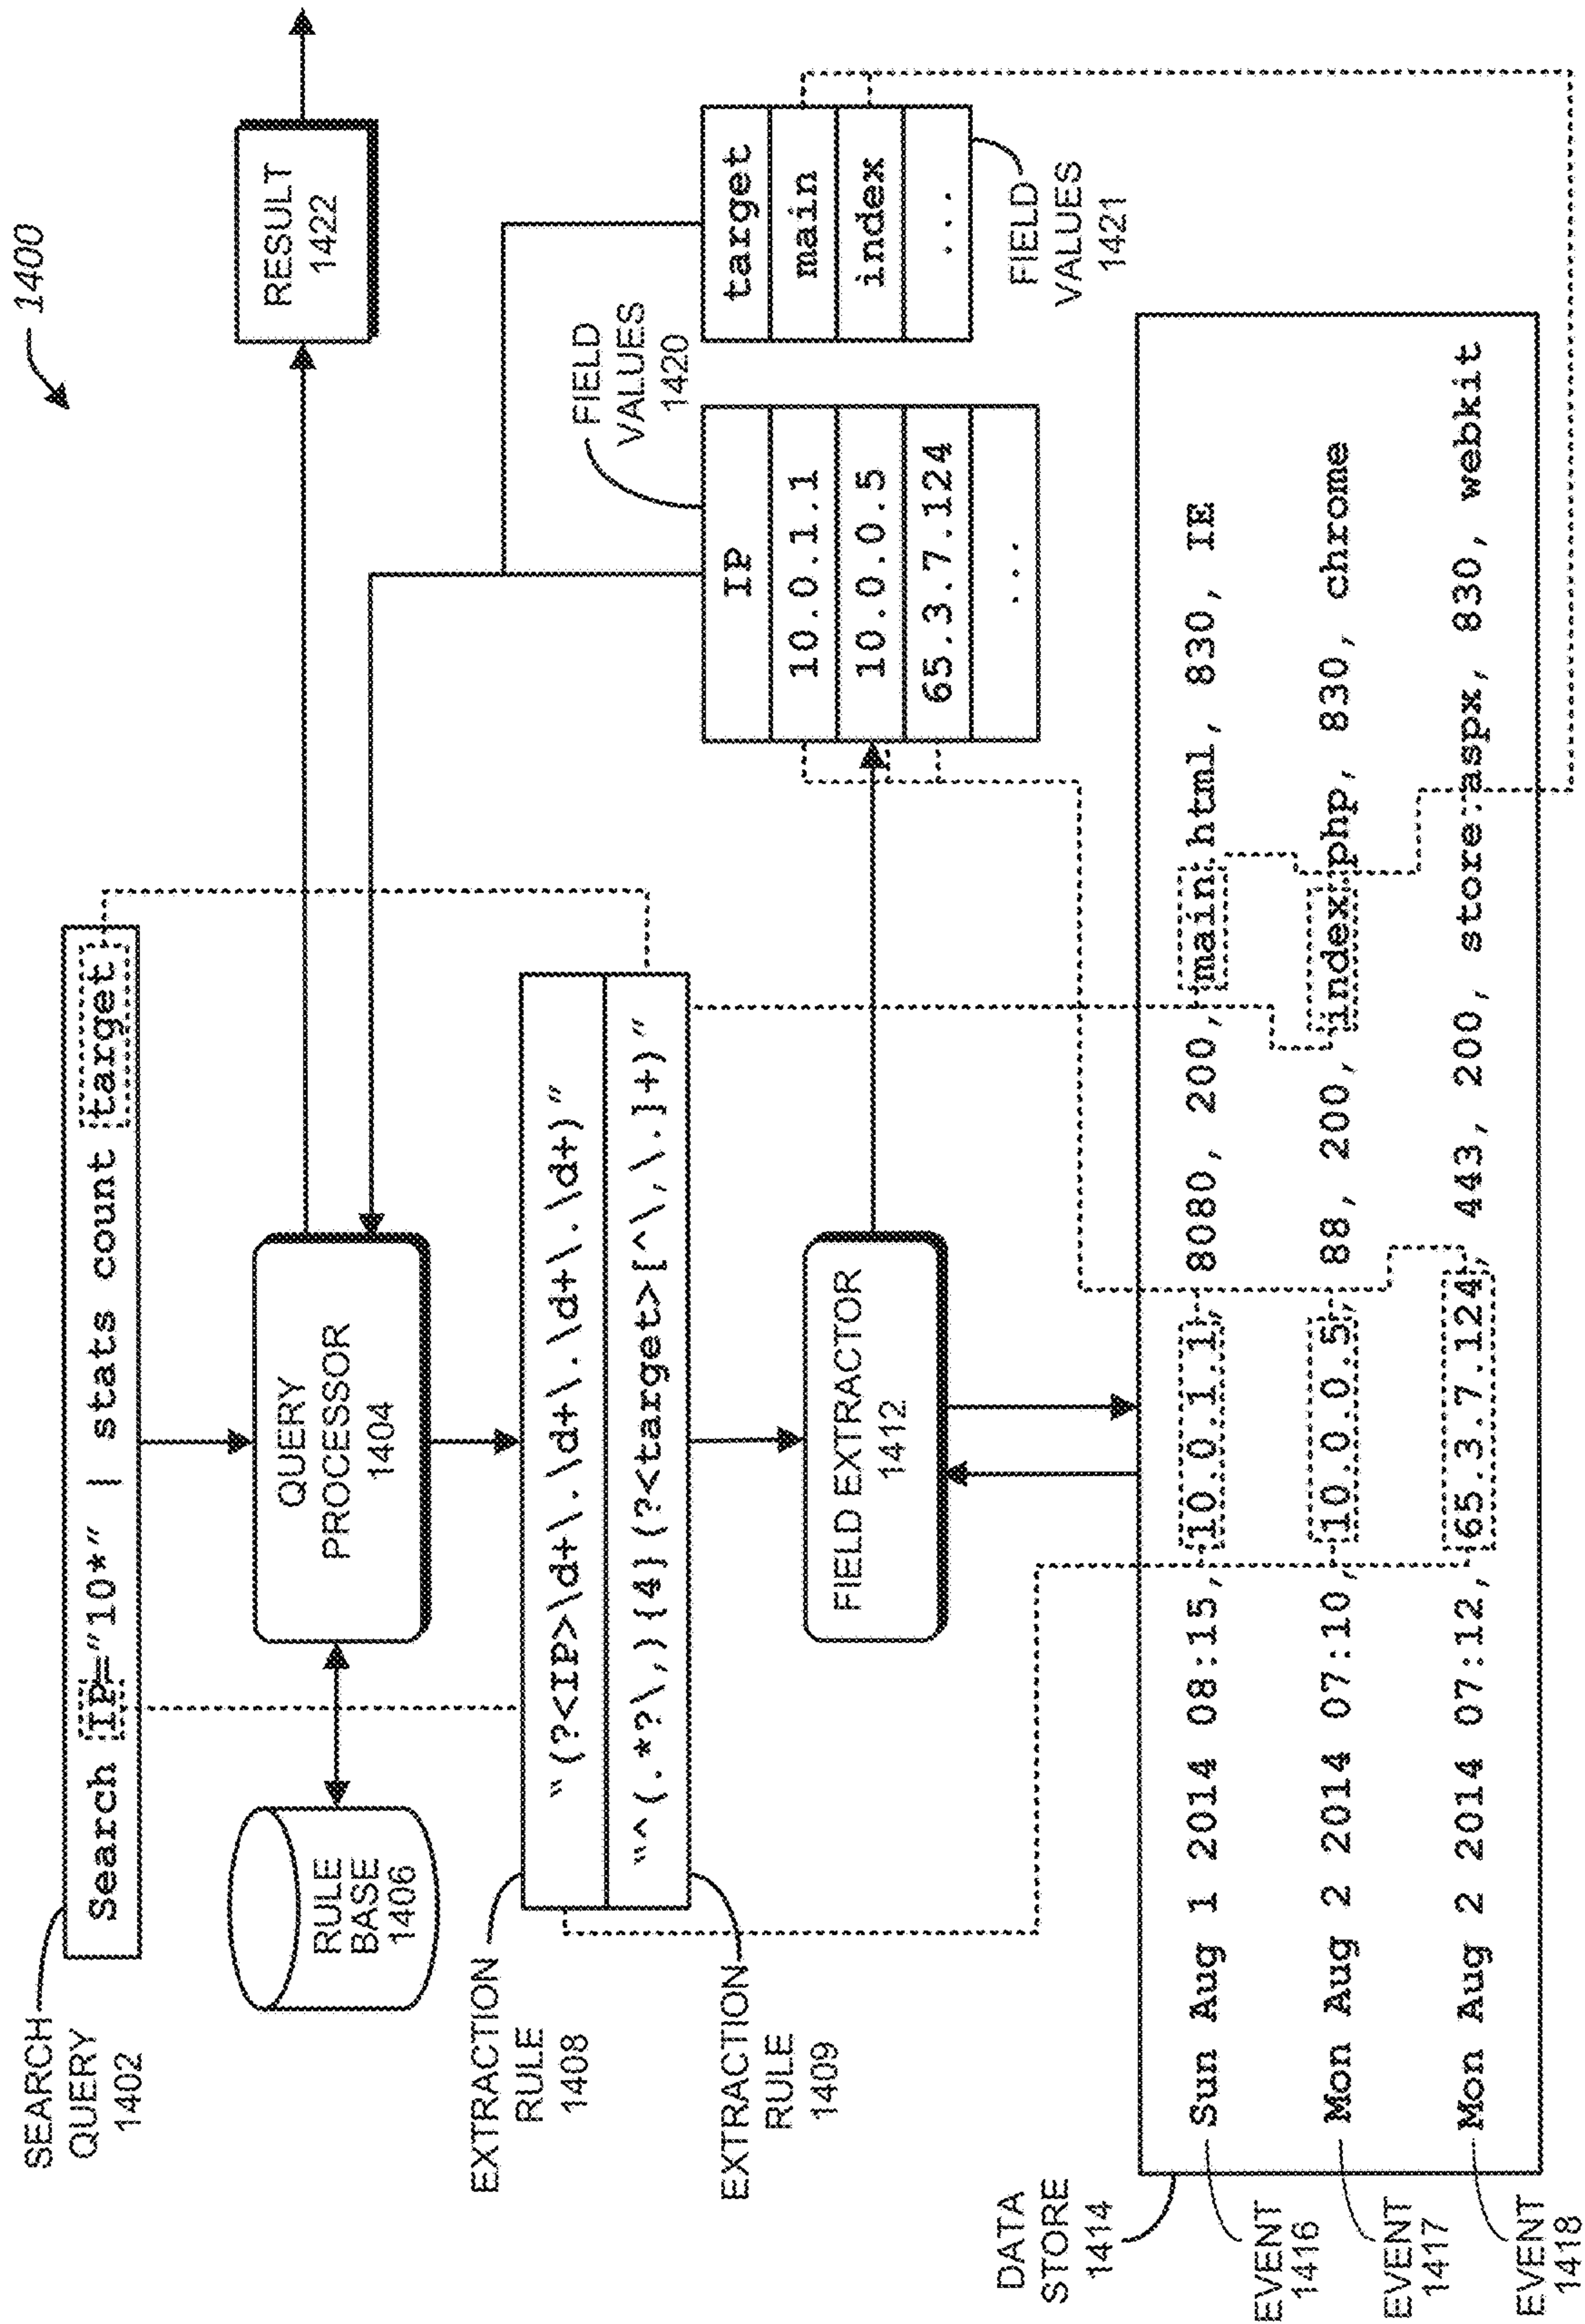 1400
SEARCH
QUERY
1402
Search IP="10*" | stats count target
RULE
BASE
1406
QUERY
PROCESSOR
1404
RESULT
1422
EXTRACTION
RULE
1408
"(?<IP>\d+\.\d+\.\d+\.\d+)"
"^(.*?\,){4}(?<target>[^\,\.]+)"
EXTRACTION
RULE
1409
FIELD EXTRACTOR
1412
FIELD
VALUES
1420
IP
10.0.1.1
10.0.0.5
65.3.7.124
...
target
main
index
...
FIELD
VALUES
1421
DATA
STORE
1414
Sun Aug 1 2014 08:15, 10.0.1.1, 8080, 200, main.html, 830, IE
Mon Aug 2 2014 07:10, 10.0.0.5, 88, 200, index.php, 830, chrome
Mon Aug 2 2014 07:12, 65.3.7.124, 443, 200, store.aspx, 830, webkit
EVENT
1416
EVENT
1417
EVENT
1418